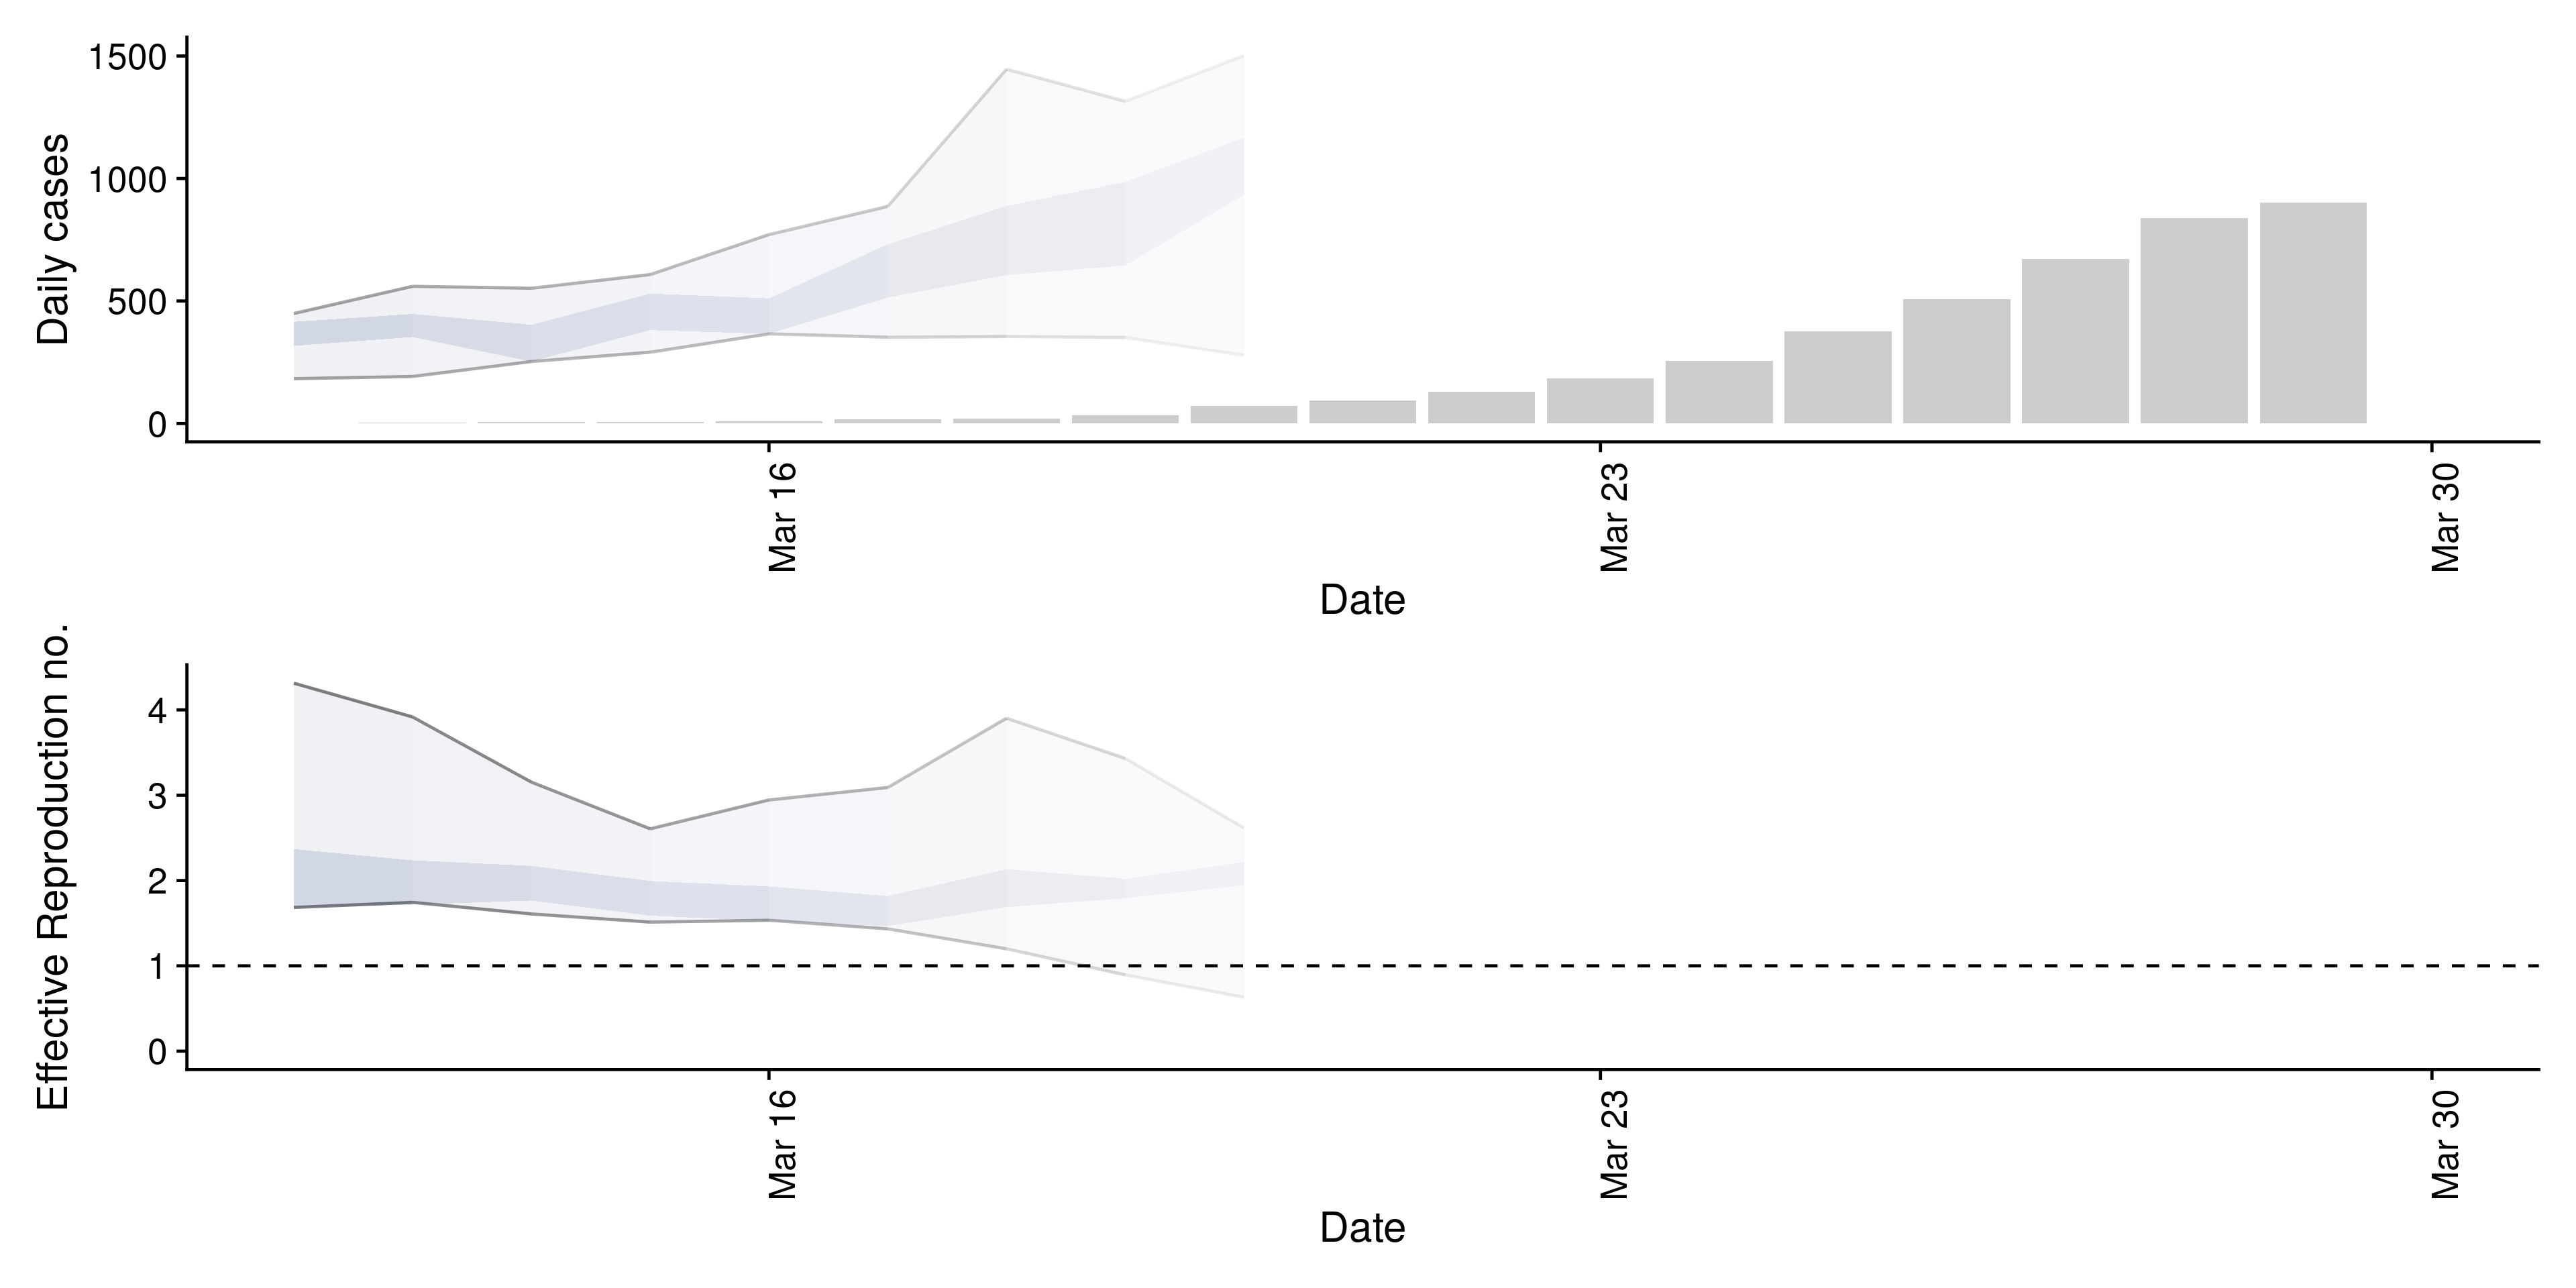 Daily cases
1500
1000
500
0
Mar 16
Mar 23
Mar 30
Date
Effective Reproduction no.
4
3
2
1
0
Mar 16
Mar 23
Mar 30
Date